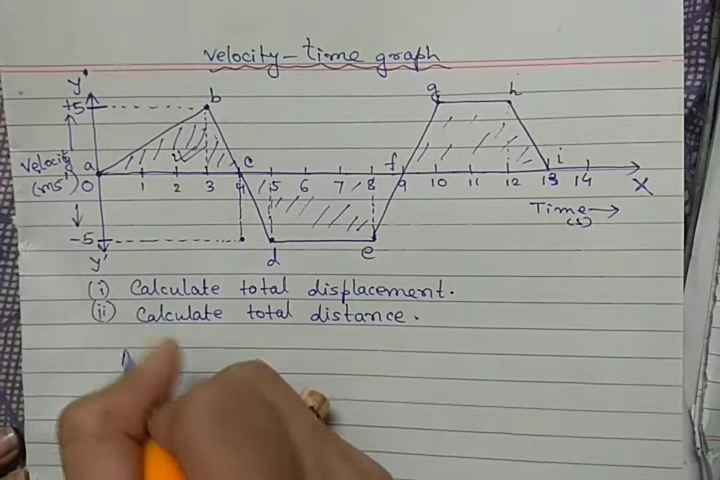 Velocity-time graph
y
+5
b
g
h
Velocity
(ms⁻¹)
a
c
f
i
0 1 2 3 4 5 6 7 8 9 10 11 12 13 14
X
Time→
(s)
-5
y'
d
e
(i) Calculate total displacement.
(ii) Calculate total distance.